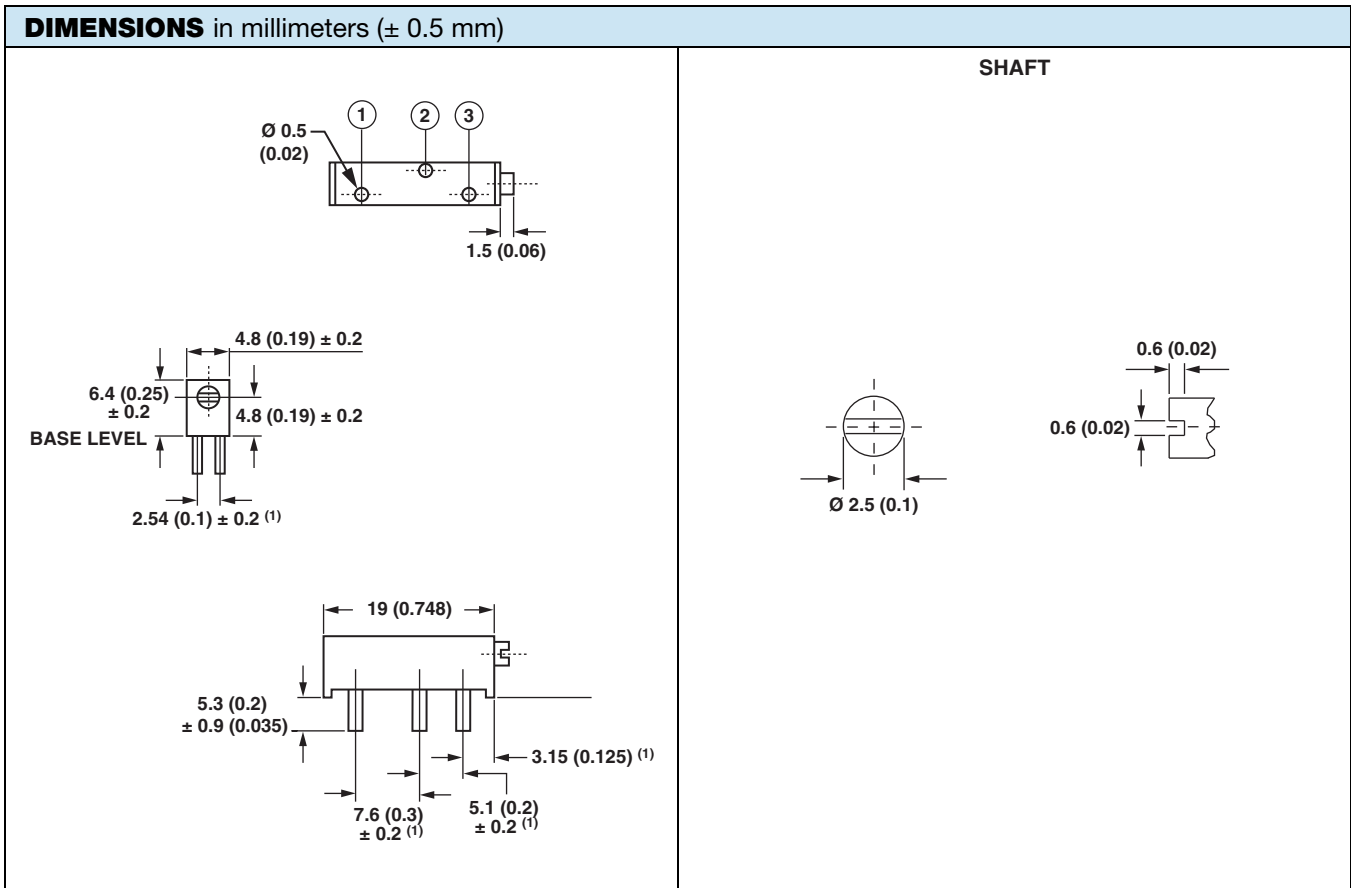 DIMENSIONS in millimeters (± 0.5 mm)
1
2
3
Ø 0.5
(0.02)
1.5 (0.06)
4.8 (0.19) ± 0.2
6.4 (0.25)
± 0.2
4.8 (0.19) ± 0.2
BASE LEVEL
2.54 (0.1) ± 0.2 (1)
19 (0.748)
5.3 (0.2)
± 0.9 (0.035)
3.15 (0.125) (1)
7.6 (0.3)
± 0.2 (1)
5.1 (0.2)
± 0.2 (1)
SHAFT
0.6 (0.02)
0.6 (0.02)
Ø 2.5 (0.1)